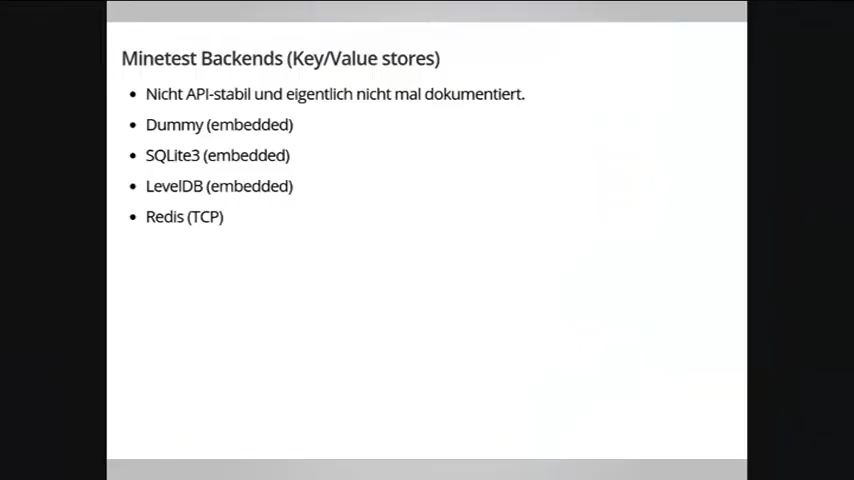 Minetest Backends (Key/Value stores)
• Nicht API-stabil und eigentlich nicht mal dokumentiert.
• Dummy (embedded)
• SQLite3 (embedded)
• LevelDB (embedded)
• Redis (TCP)